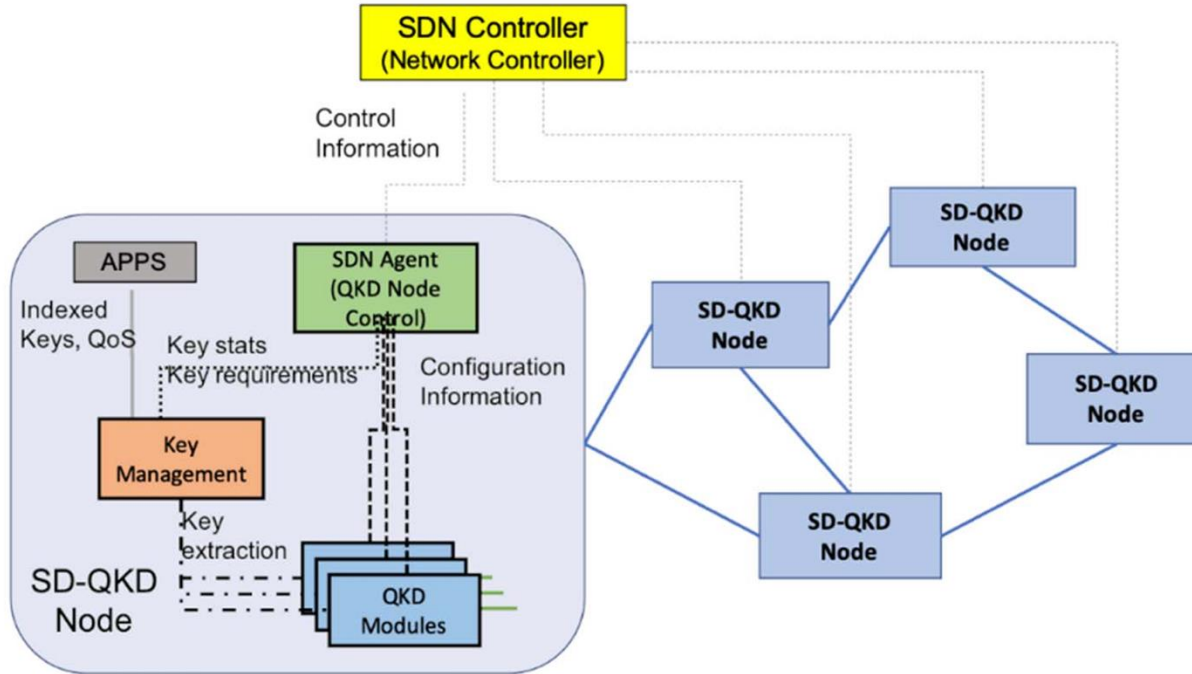 SDN Controller
(Network Controller)
Control
Information
APPS
SDN Agent
(QKD Node
Control)
Indexed
Keys, QoS
Key stats
Key requirements
Configuration
Information
Key
Management
Key
extraction
SD-QKD
Node
QKD
Modules
SD-QKD
Node
SD-QKD
Node
SD-QKD
Node
SD-QKD
Node